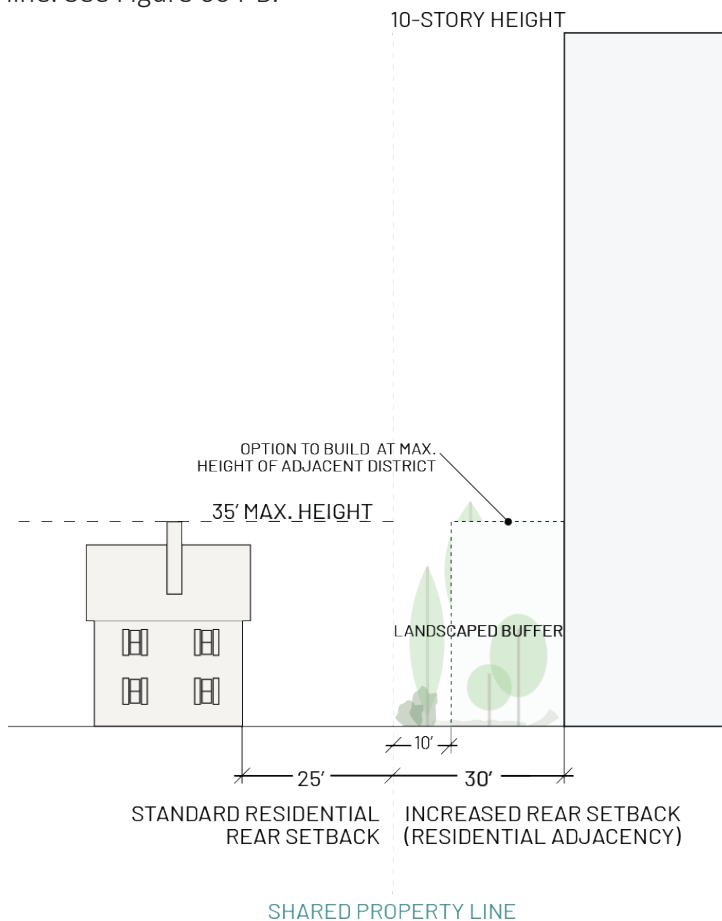 10-STORY HEIGHT
OPTION TO BUILD AT MAX.
HEIGHT OF ADJACENT DISTRICT
35' MAX. HEIGHT
LANDSCAPED BUFFER
10'
25'
30'
STANDARD RESIDENTIAL
REAR SETBACK
INCREASED REAR SETBACK
(RESIDENTIAL ADJACENCY)
SHARED PROPERTY LINE